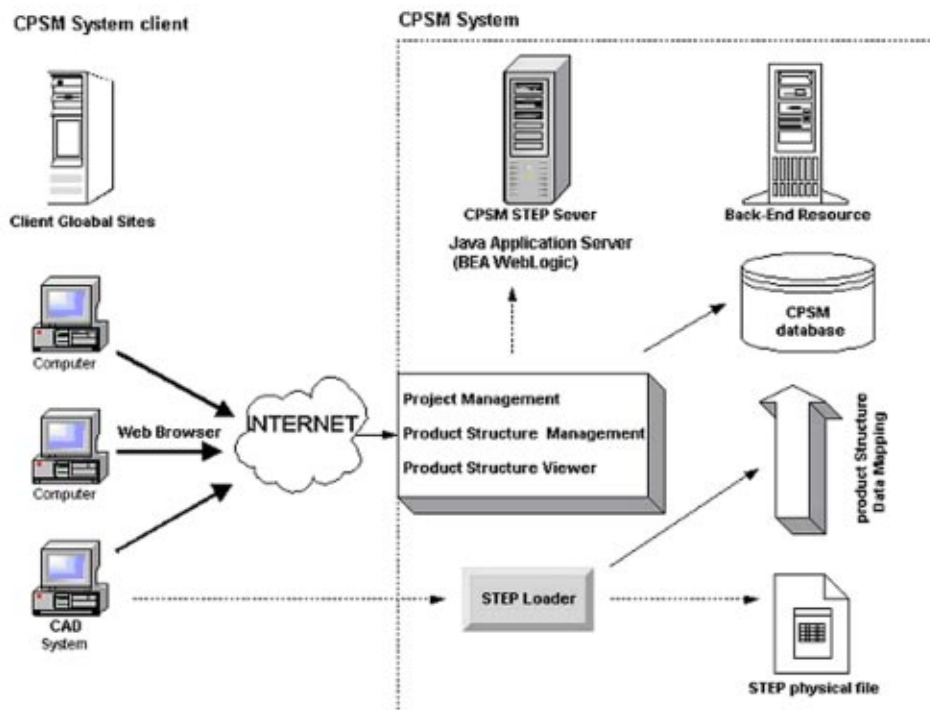 CPSM System client
CPSM System
Client Gloabal Sites
CPSM STEP Sever
Back-End Resource
Java Application Server
(BEA WebLogic)
CPSM
database
Computer
Project Management
Web Browser
INTERNET
Product Structure Management
Product Structure Viewer
Computer
product Structure
Data Mapping
STEP Loader
CAD
System
STEP physical file